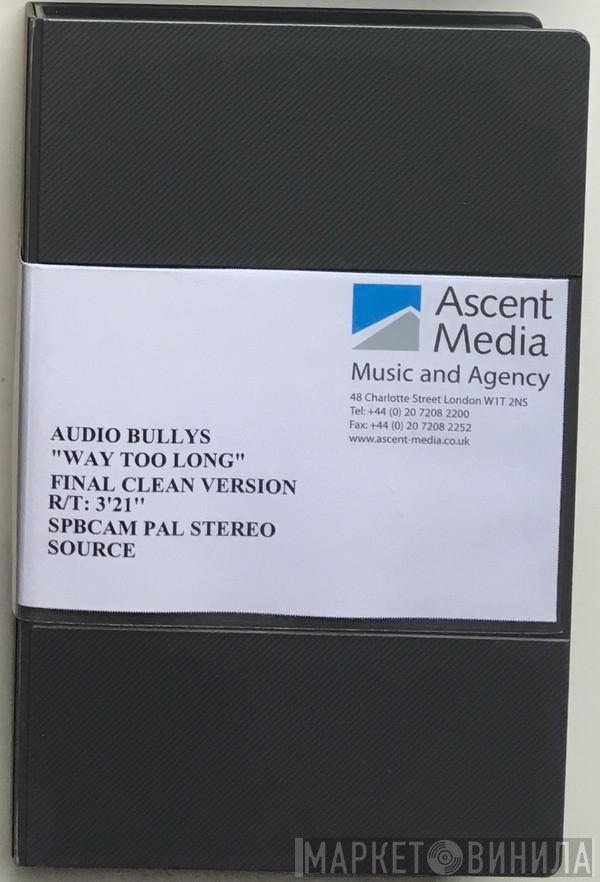 Ascent
Media
Music and Agency
48 Charlotte Street London W1T 2NS
Tel: +44 (0) 20 7208 2200
Fax: +44 (0) 20 7208 2252
www.ascent-media.co.uk
AUDIO BULLYS
"WAY TOO LONG"
FINAL CLEAN VERSION
R/T: 3'21"
SPBCAM PAL STEREO
SOURCE
МАРКЕТ ВИНИЛА